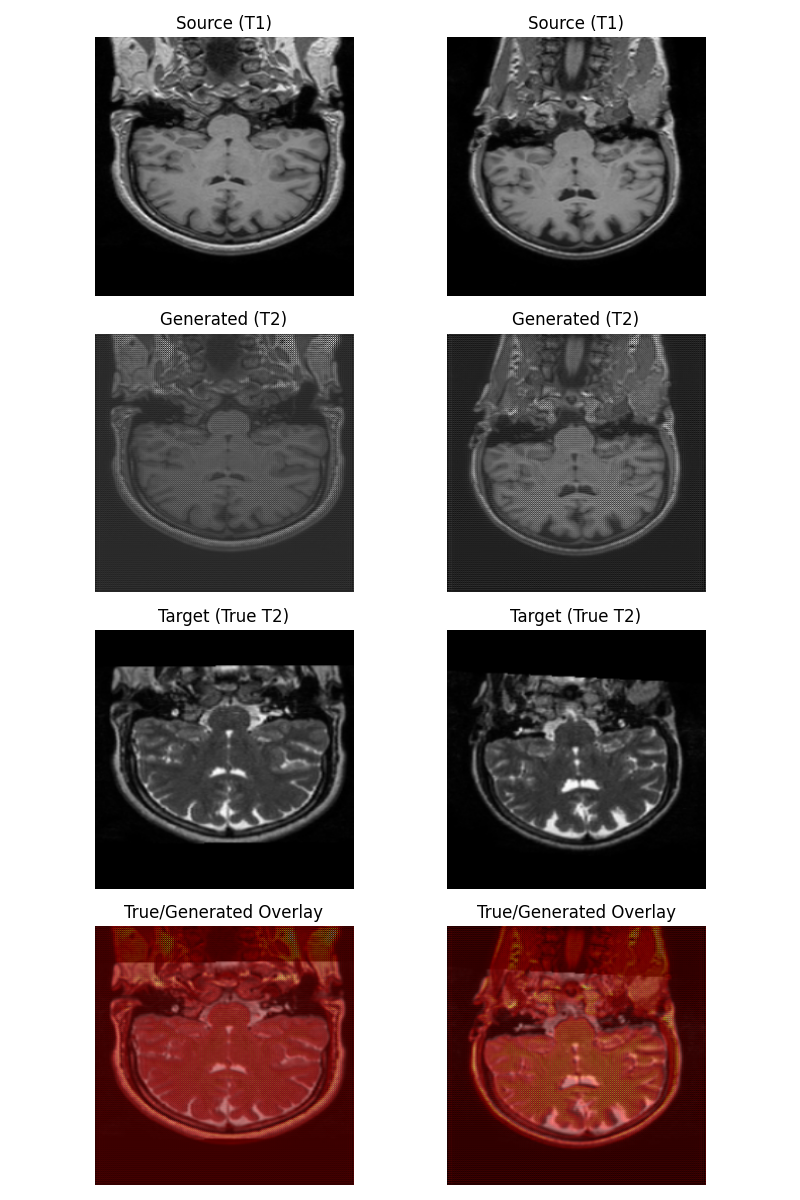 Source (T1)
Source (T1)
Generated (T2)
Generated (T2)
Target (True T2)
Target (True T2)
True/Generated Overlay
True/Generated Overlay